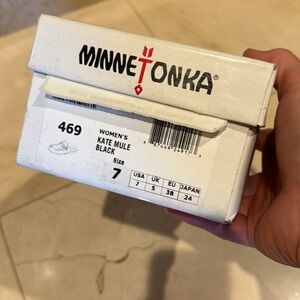 MINNETONKA
469
WOMEN'S
KATE MULE
BLACK
Size
7
USA UK EU JAPAN
7 5 38 24